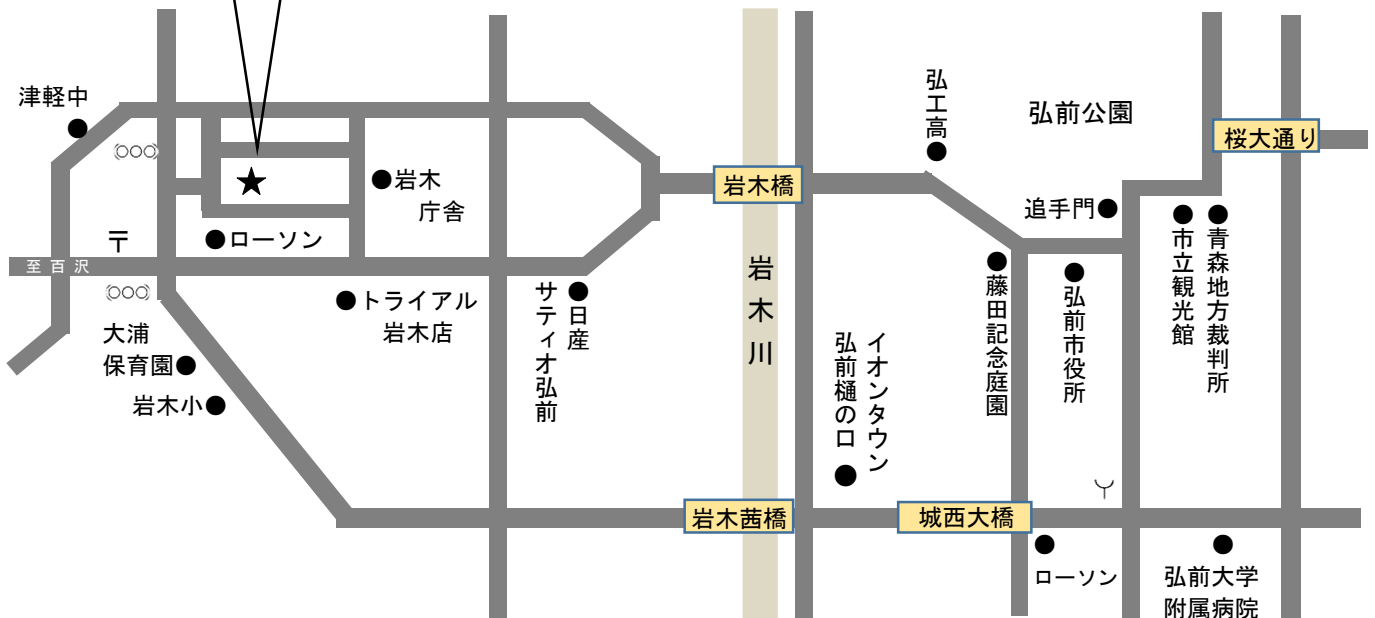 津軽中
岩木
庁舎
ローソン
〒
至百沢
トライアル
岩木店
大浦
保育園
岩木小
日産
サティオ弘前
岩木橋
岩木川
岩木茜橋
弘工高
弘前公園
桜大通り
追手門
市立観光館
青森地方裁判所
藤田記念庭園
弘前市役所
イオンタウン
弘前樋の口
城西大橋
ローソン
弘前大学
附属病院